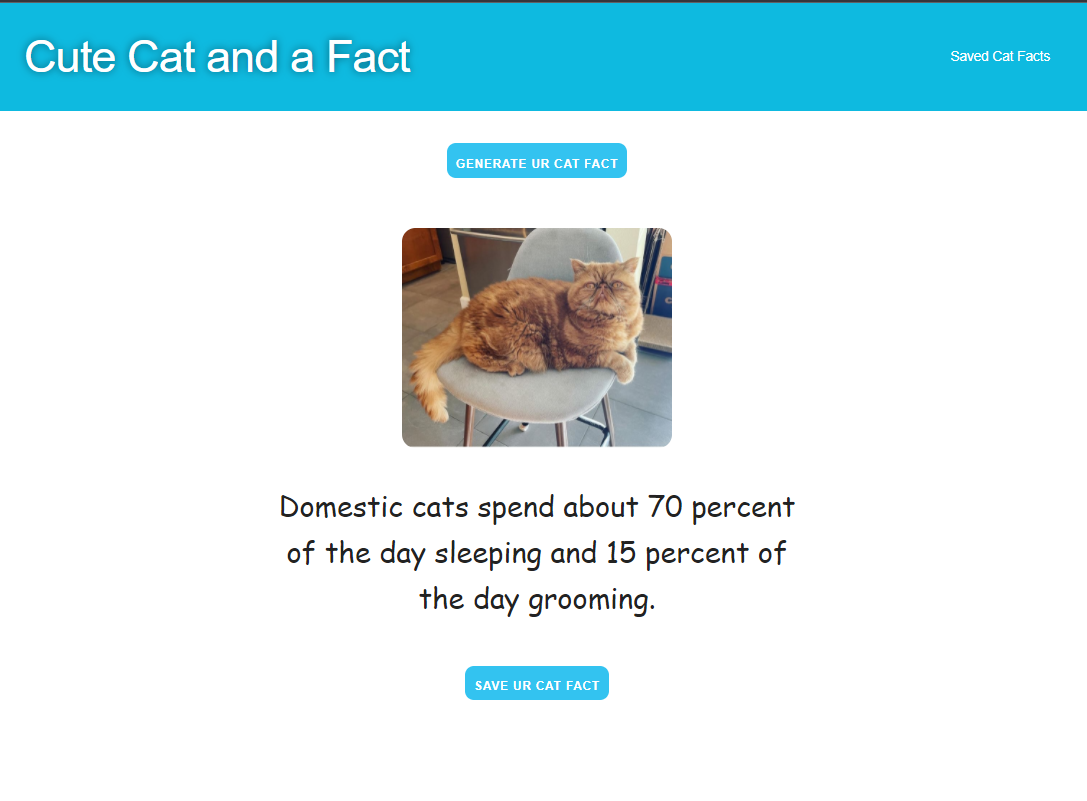 Cute Cat and a Fact
Saved Cat Facts
GENERATE UR CAT FACT
Domestic cats spend about 70 percent
of the day sleeping and 15 percent of
the day grooming.
SAVE UR CAT FACT